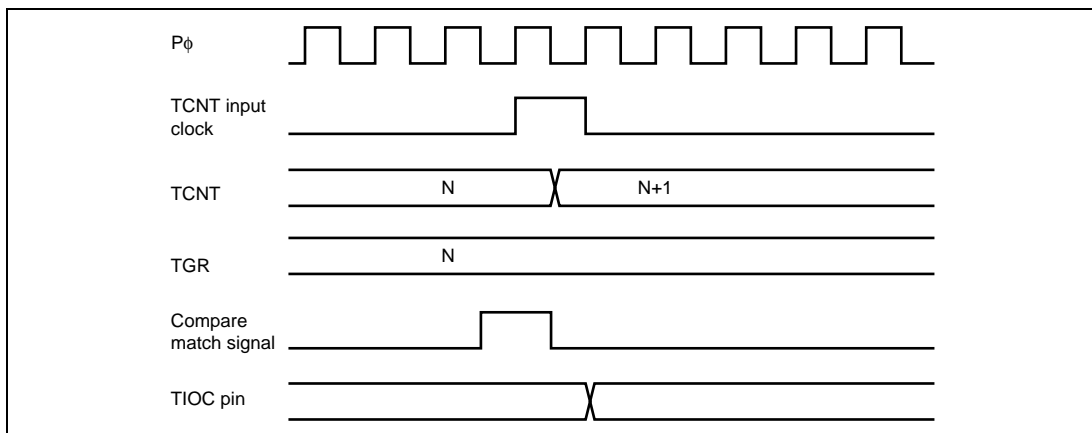 Pϕ
TCNT input
clock
TCNT
N
N+1
TGR
N
Compare
match signal
TIOC pin